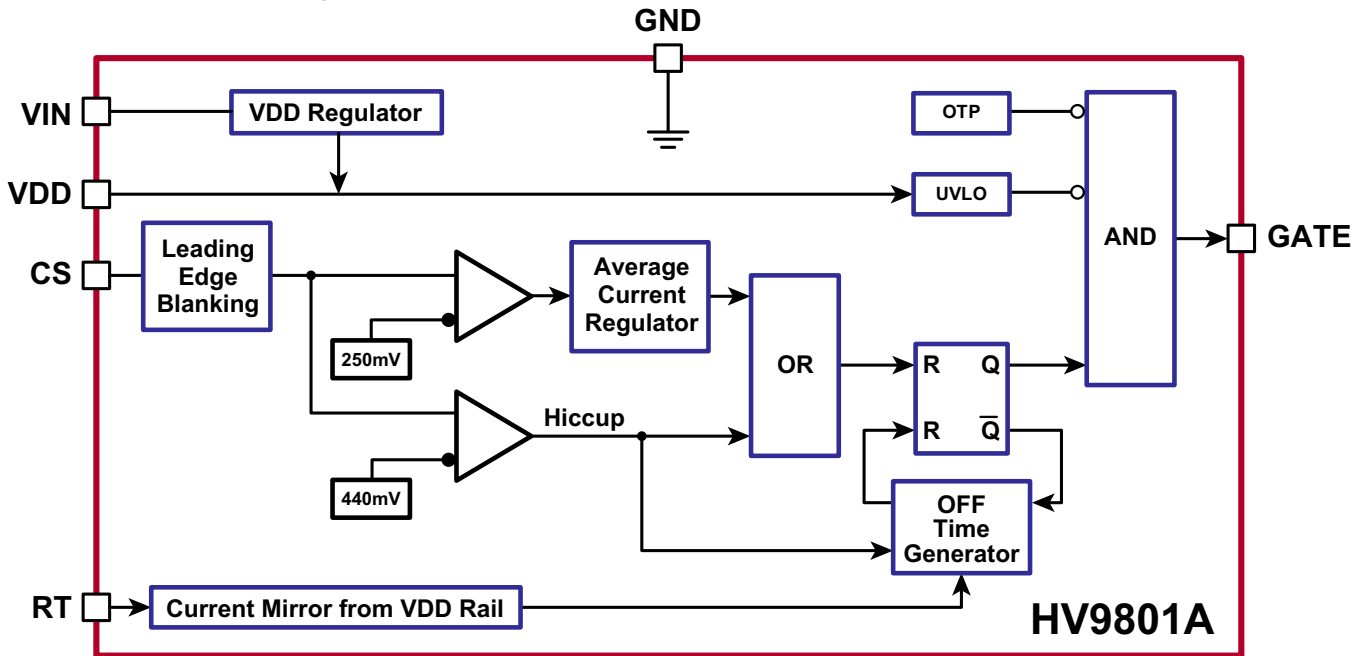 GND
VIN
VDD Regulator
OTP
VDD
UVLO
CS
Leading
Edge
Blanking
Average
Current
Regulator
AND
GATE
250mV
OR
R Q
Hiccup
R Q̅
440mV
OFF
Time
Generator
RT
Current Mirror from VDD Rail
HV9801A